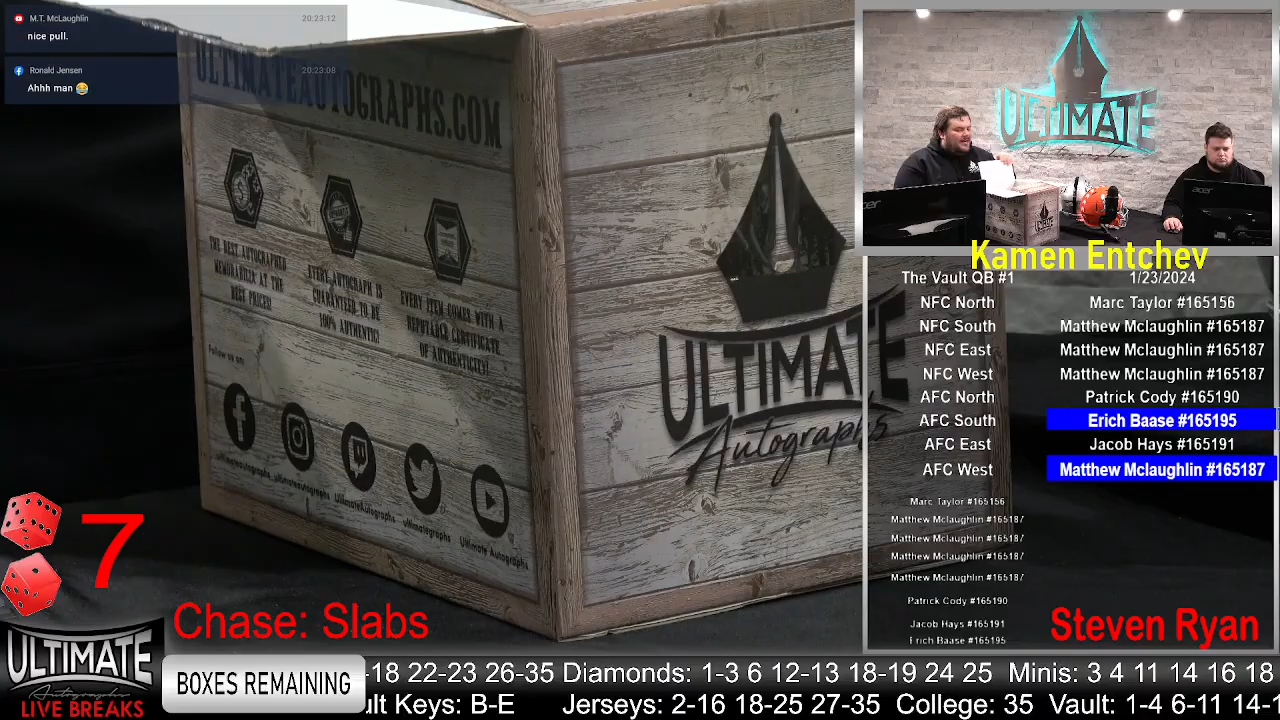 M.T. McLaughlin 20:23:12
nice pull.
Ronald Jensen 20:23:08
Ahhh man 😂
ULTIMATEAUTOGRAPHS.COM
THE BEST AUTOGRAPHED
MEMORABILIA AT THE
BEST PRICES!
EVERY AUTOGRAPH IS
GUARANTEED TO BE
100% AUTHENTIC!
EVERY ITEM COMES WITH A
REPUTABLE CERTIFICATE
OF AUTHENTICITY!
Follow us on:
ultimateautographs
UltimateAutographs
Ultimate Autographs
ULTIMATE
Autographs
ULTIMATE
acer
acer
Kamen Entchev
The Vault QB #1 1/23/2024
NFC North Marc Taylor #165156
NFC South Matthew Mclaughlin #165187
NFC East Matthew Mclaughlin #165187
NFC West Matthew Mclaughlin #165187
AFC North Patrick Cody #165190
AFC South Erich Baase #165195
AFC East Jacob Hays #165191
AFC West Matthew Mclaughlin #165187
Marc Taylor #165156
Matthew Mclaughlin #165187
Matthew Mclaughlin #165187
Matthew Mclaughlin #165187
Matthew Mclaughlin #165187
Patrick Cody #165190
Jacob Hays #165191
Erich Baase #165195
Steven Ryan
7
Chase: Slabs
ULTIMATE
Autographs
LIVE BREAKS
BOXES REMAINING
-18 22-23 26-35 Diamonds: 1-3 6 12-13 18-19 24 25 Minis: 3 4 11 14 16 18
ult Keys: B-E Jerseys: 2-16 18-25 27-35 College: 35 Vault: 1-4 6-11 14-1